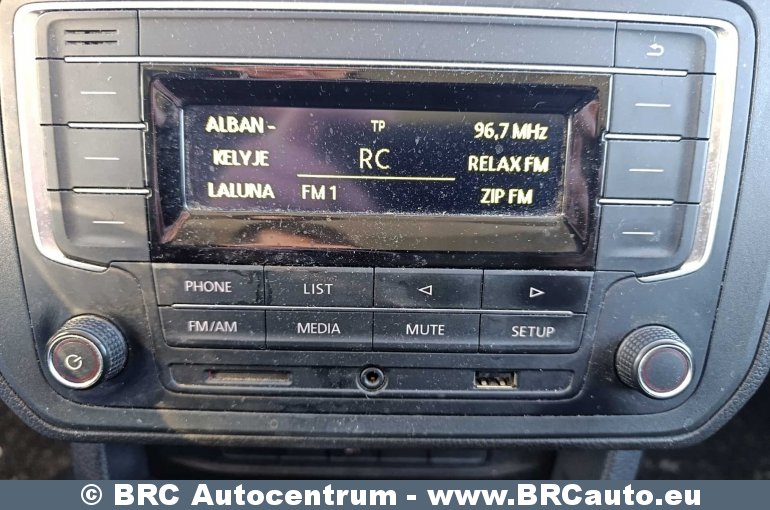 ALBAN - TP 96,7 MHz
KELYJE RC RELAX FM
LALUNA FM 1 ZIP FM
PHONE LIST
FM/AM MEDIA MUTE SETUP
© BRC Autocentrum - www.BRCauto.eu